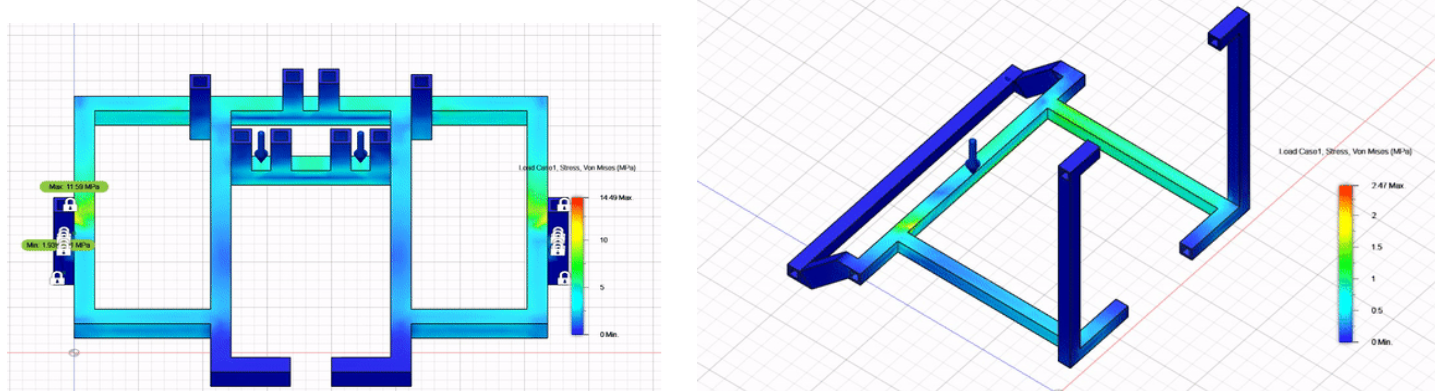 Load Case1, Stress, Von Mises (MPa)
Max: 11.59 MPa
14.49 Max.
10
5
0 Min.
Load Case1, Stress, Von Mises (MPa)
2.47 Max
2
1.5
1
0.5
0 Min.